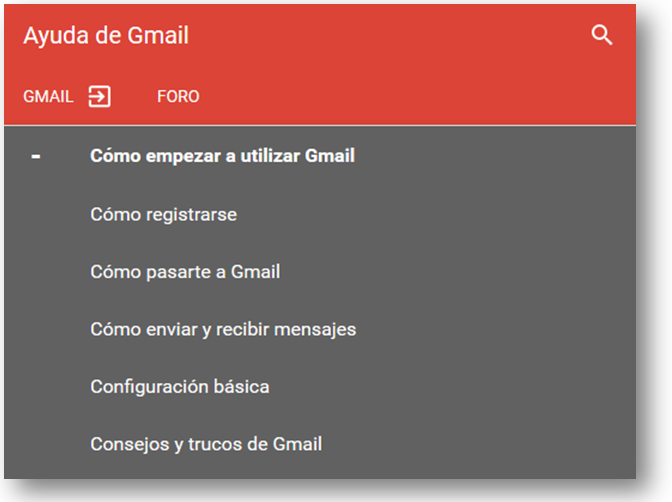 Ayuda de Gmail
GMAIL FORO
- Cómo empezar a utilizar Gmail
Cómo registrarse
Cómo pasarte a Gmail
Cómo enviar y recibir mensajes
Configuración básica
Consejos y trucos de Gmail